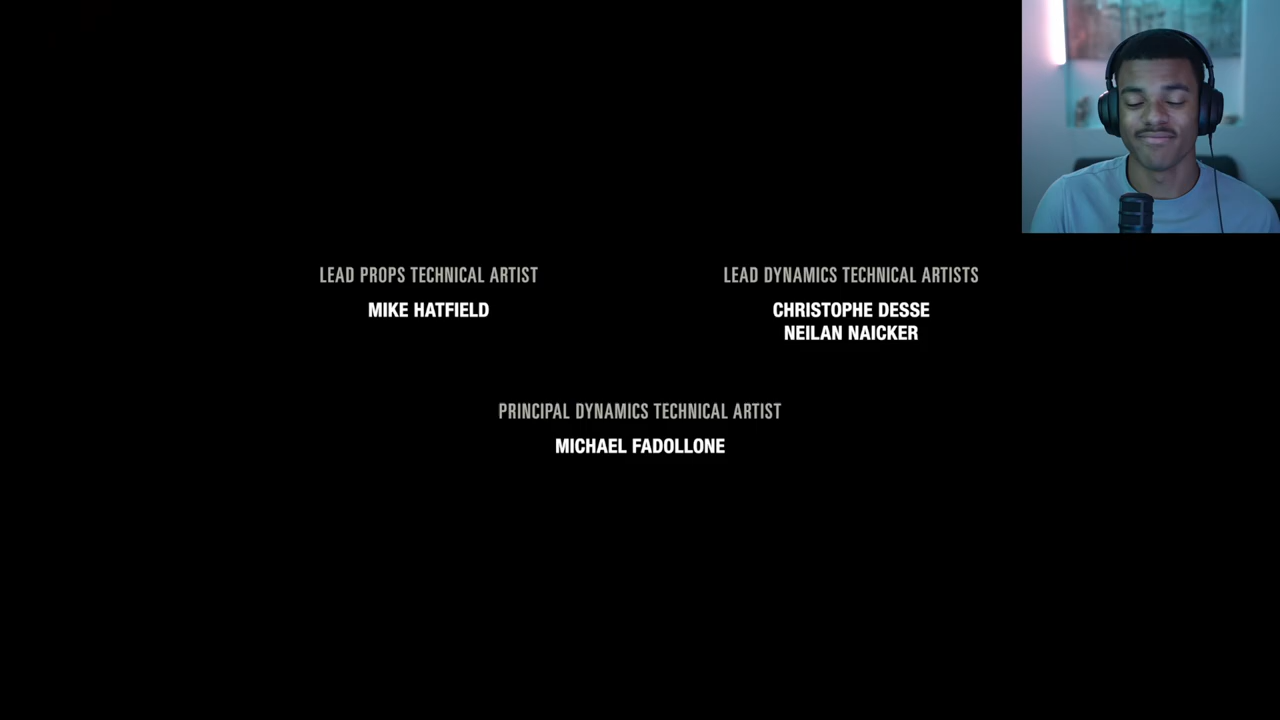 LEAD PROPS TECHNICAL ARTIST
MIKE HATFIELD
LEAD DYNAMICS TECHNICAL ARTISTS
CHRISTOPHE DESSE
NEILAN NAICKER
PRINCIPAL DYNAMICS TECHNICAL ARTIST
MICHAEL FADOLLONE